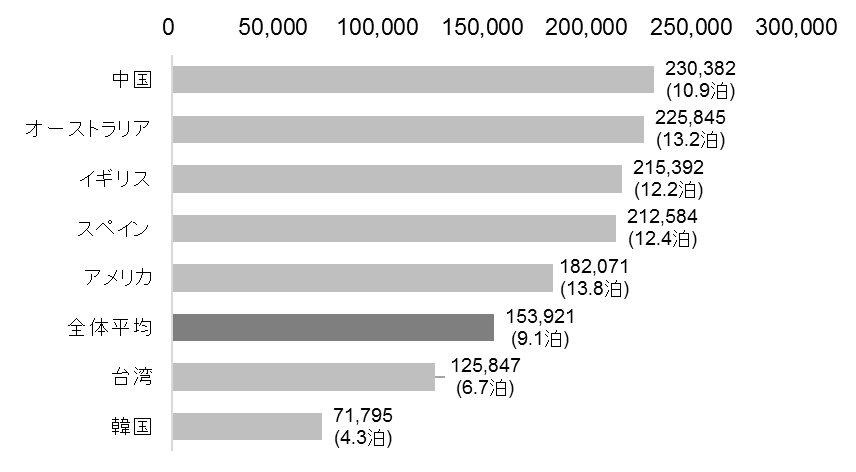 0 50,000 100,000 150,000 200,000 250,000 300,000
中国
230,382
(10.9泊)
オーストラリア
225,845
(13.2泊)
イギリス
215,392
(12.2泊)
スペイン
212,584
(12.4泊)
アメリカ
182,071
(13.8泊)
全体平均
153,921
(9.1泊)
台湾
125,847
(6.7泊)
韓国
71,795
(4.3泊)